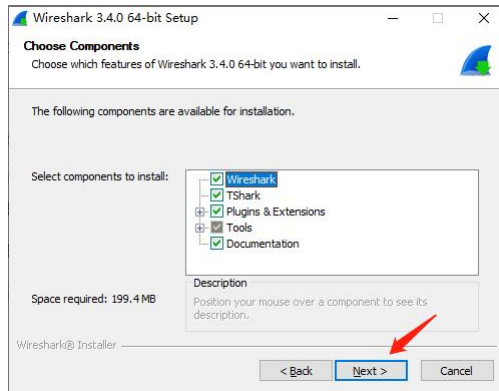 Wireshark 3.4.0 64-bit Setup
Choose Components
Choose which features of Wireshark 3.4.0 64-bit you want to install.
The following components are available for installation.
Select components to install:
Wireshark
TShark
Plugins & Extensions
Tools
Documentation
Space required: 199.4 MB
Description
Position your mouse over a component to see its
description.
Wireshark® Installer
< Back
Next >
Cancel